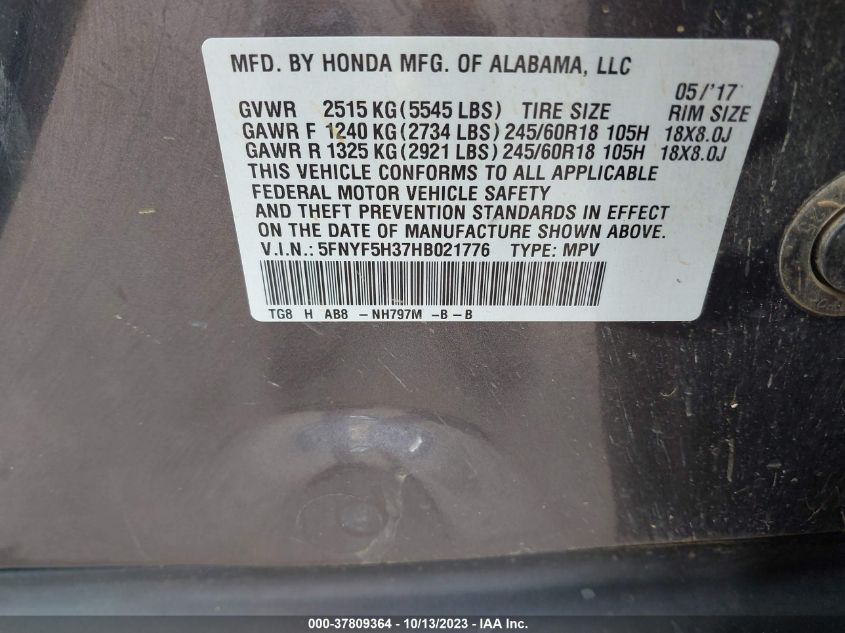 MFD. BY HONDA MFG. OF ALABAMA, LLC
05/'17
GVWR 2515 KG (5545 LBS) TIRE SIZE RIM SIZE
GAWR F 1240 KG (2734 LBS) 245/60R18 105H 18X8.0J
GAWR R 1325 KG (2921 LBS) 245/60R18 105H 18X8.0J
THIS VEHICLE CONFORMS TO ALL APPLICABLE
FEDERAL MOTOR VEHICLE SAFETY
AND THEFT PREVENTION STANDARDS IN EFFECT
ON THE DATE OF MANUFACTURE SHOWN ABOVE.
V.I.N.: 5FNYF5H37HB021776 TYPE: MPV
TG8 H AB8 - NH797M - B - B
000-37809364 | 10/13/2023 - IAA Inc.